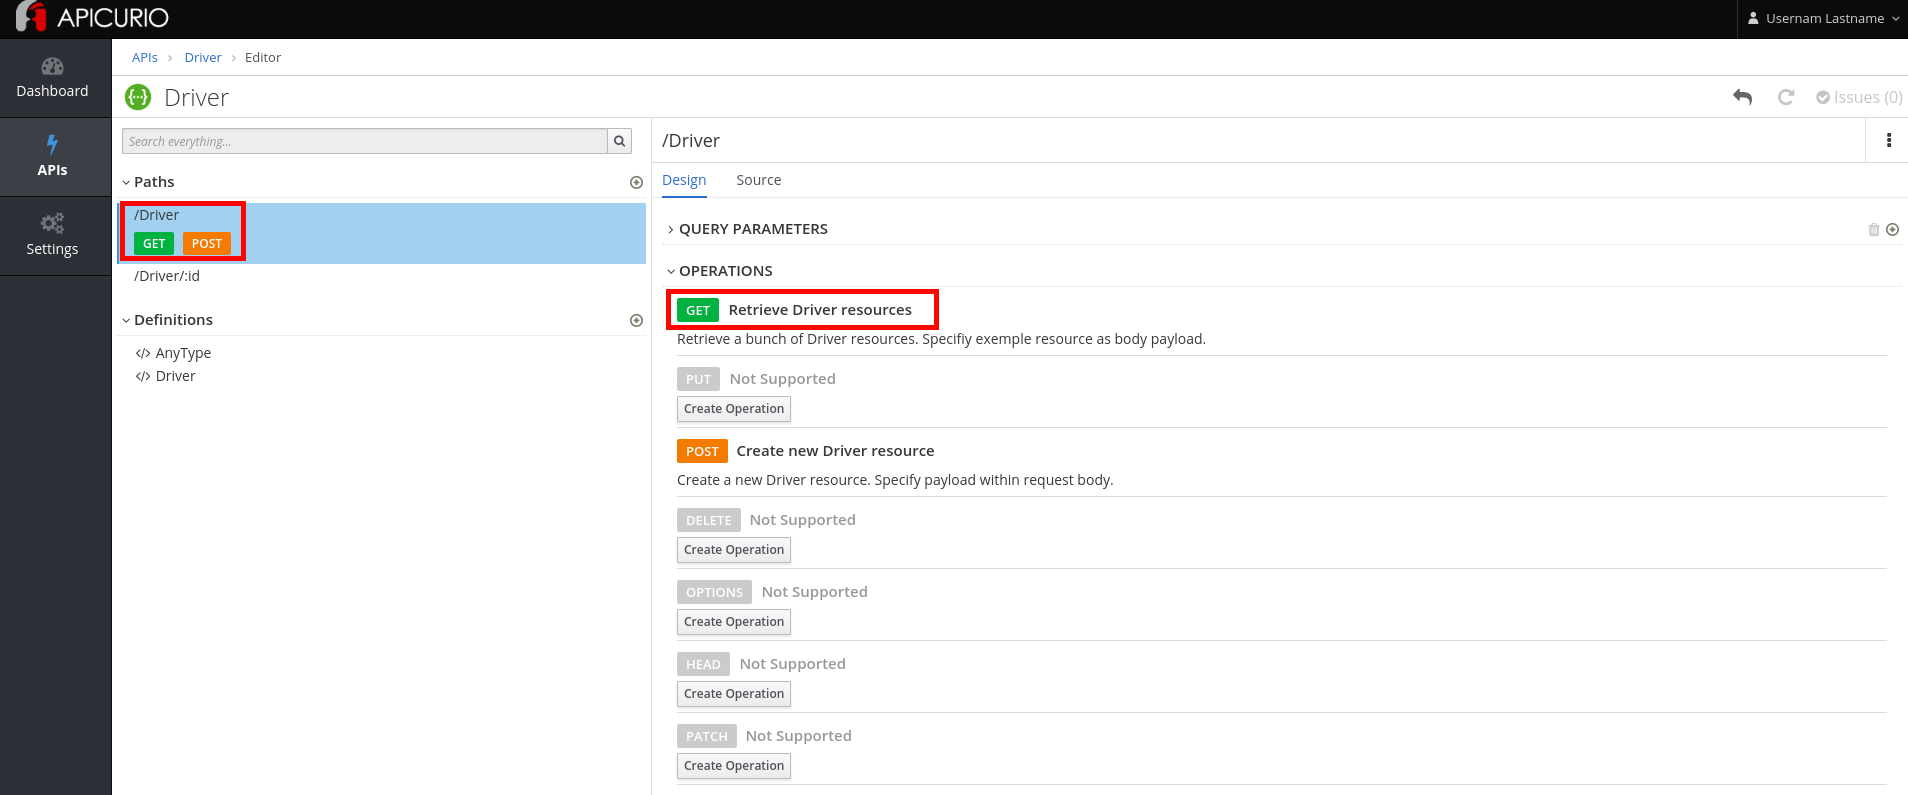 APICURIO
Usernam Lastname
Dashboard
APIs
Settings
APIs > Driver > Editor
{···} Driver
Issues (0)
Search everything...
Paths
/Driver
GET POST
/Driver/:id
Definitions
</> AnyType
</> Driver
/Driver
Design Source
QUERY PARAMETERS
OPERATIONS
GET Retrieve Driver resources
Retrieve a bunch of Driver resources. Specifiy exemple resource as body payload.
PUT Not Supported
Create Operation
POST Create new Driver resource
Create a new Driver resource. Specify payload within request body.
DELETE Not Supported
Create Operation
OPTIONS Not Supported
Create Operation
HEAD Not Supported
Create Operation
PATCH Not Supported
Create Operation